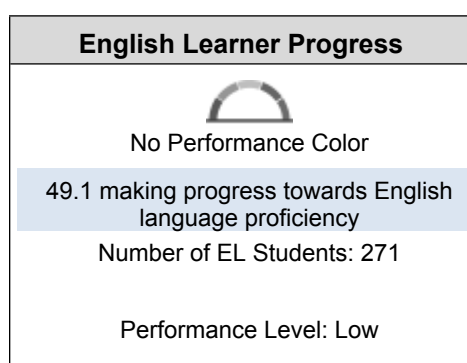 English Learner Progress
No Performance Color
49.1 making progress towards English
language proficiency
Number of EL Students: 271
Performance Level: Low